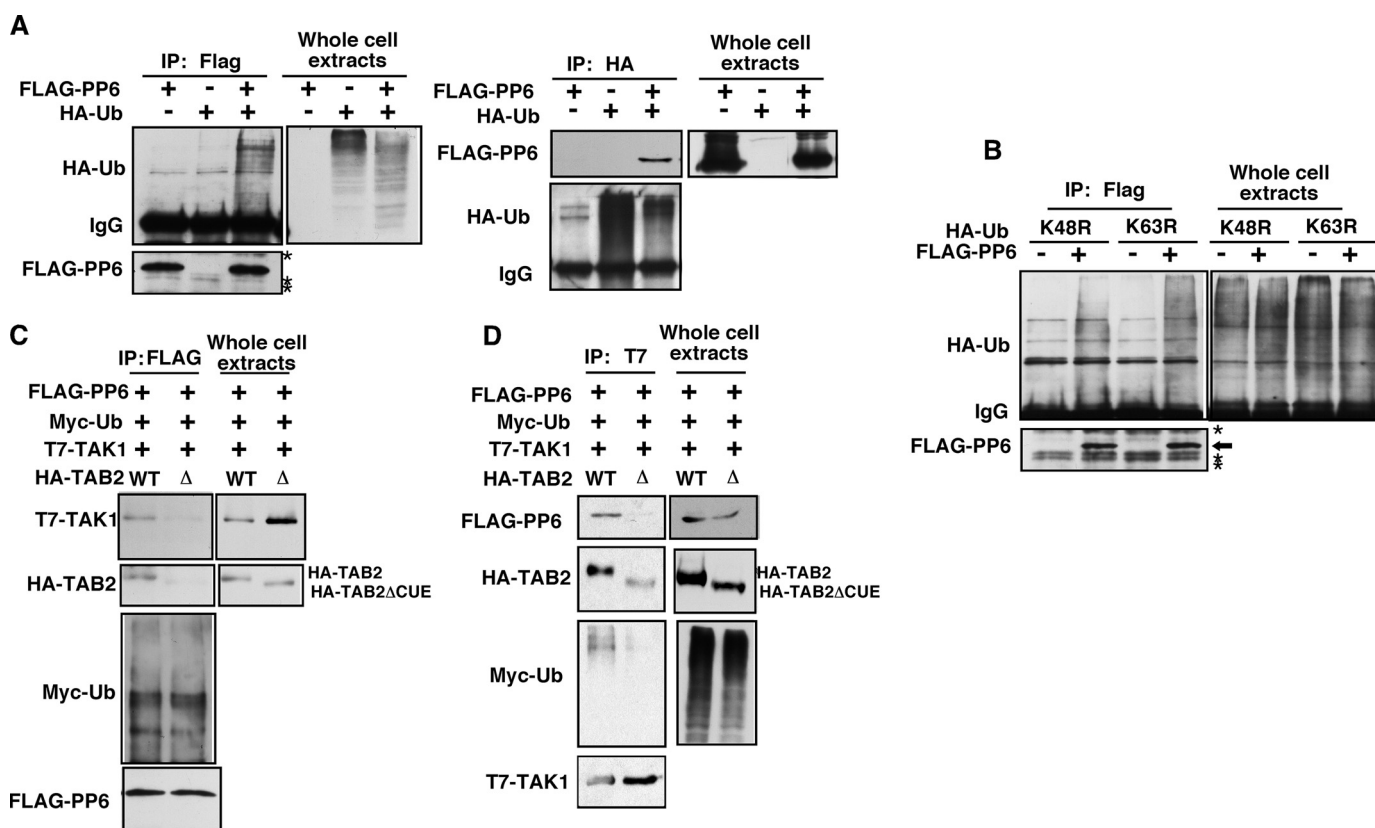 A
IP: Flag
Whole cell
extracts
FLAG-PP6 + - + + - +
HA-Ub - + + - + +
HA-Ub
IgG
FLAG-PP6
*
*
*
IP: HA
Whole cell
extracts
FLAG-PP6 + - + + - +
HA-Ub - + + - + +
FLAG-PP6
HA-Ub
IgG
B
IP: Flag
Whole cell
extracts
HA-Ub K48R K63R K48R K63R
FLAG-PP6 - + - + - + - +
HA-Ub
IgG
FLAG-PP6
*
*
*
C
IP:FLAG
Whole cell
extracts
FLAG-PP6 + + + +
Myc-Ub + + + +
T7-TAK1 + + + +
HA-TAB2 WT Δ WT Δ
T7-TAK1
HA-TAB2
HA-TAB2
HA-TAB2ΔCUE
Myc-Ub
FLAG-PP6
D
IP: T7
Whole cell
extracts
FLAG-PP6 + + + +
Myc-Ub + + + +
T7-TAK1 + + + +
HA-TAB2 WT Δ WT Δ
FLAG-PP6
HA-TAB2
HA-TAB2
HA-TAB2ΔCUE
Myc-Ub
T7-TAK1